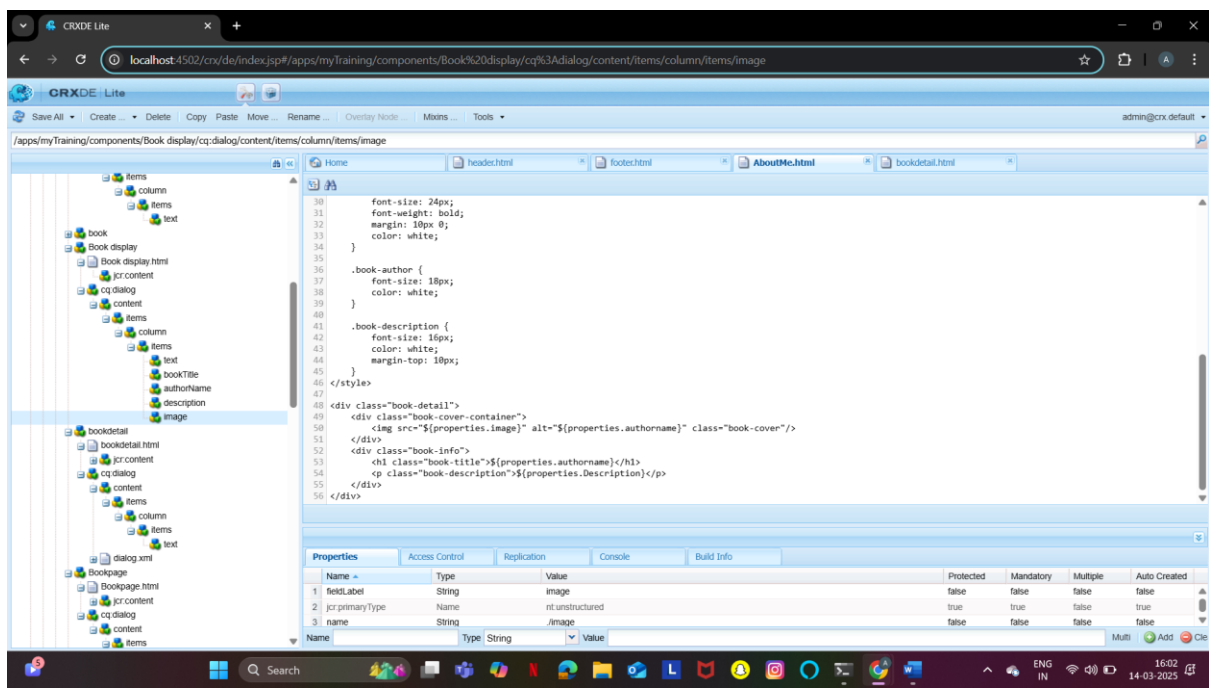 CRXDE Lite
localhost:4502/crx/de/index.jsp#/apps/myTraining/components/Book%20display/cq%3Adialog/content/items/column/items/image
A
CRXDE | Lite
Save All Create ... Delete Copy Paste Move ... Rename ... Overlay Node ... Mixins ... Tools admin@crx.default
/apps/myTraining/components/Book display/cq:dialog/content/items/column/items/image
Home header.html footer.html AboutMe.html bookdetail.html
items
column
items
text
book
Book display
Book display.html
jcr:content
cq:dialog
content
items
column
items
text
bookTitle
authorName
description
image
bookdetail
bookdetail.html
jcr:content
cq:dialog
content
items
column
items
text
dialog.xml
Bookpage
Bookpage.html
jcr:content
cq:dialog
content
items
30 font-size: 24px;
31 font-weight: bold;
32 margin: 10px 0;
33 color: white;
34 }
35
36 .book-author {
37 font-size: 18px;
38 color: white;
39 }
40
41 .book-description {
42 font-size: 16px;
43 color: white;
44 margin-top: 10px;
45 }
46 </style>
47
48 <div class="book-detail">
49 <div class="book-cover-container">
50 <img src="${properties.image}" alt="${properties.authorname}" class="book-cover"/>
51 </div>
52 <div class="book-info">
53 <h1 class="book-title">${properties.authorname}</h1>
54 <p class="book-description">${properties.Description}</p>
55 </div>
56 </div>
Properties Access Control Replication Console Build Info
Name Type Value Protected Mandatory Multiple Auto Created
1 fieldLabel String image false false false false
2 jcr:primaryType Name nt:unstructured true true false true
3 name String ./image false false false false
Name Type String Value Multi Add Cle
5 Search ENG 16:02
IN 14-03-2025